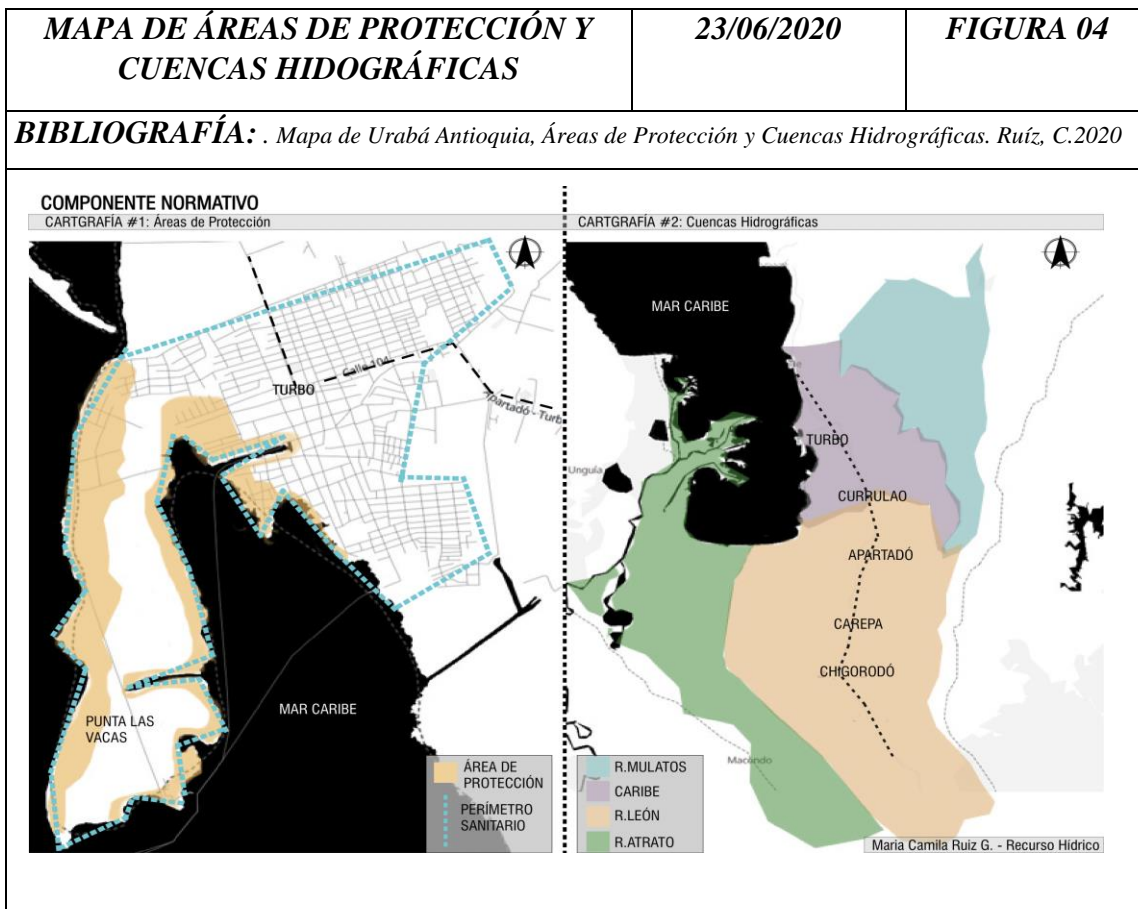 MAPA DE ÁREAS DE PROTECCIÓN Y
CUENCAS HIDOGRÁFICAS
23/06/2020
FIGURA 04
BIBLIOGRAFÍA: . Mapa de Urabá Antioquia, Áreas de Protección y Cuencas Hidrográficas. Ruíz, C.2020
COMPONENTE NORMATIVO
CARTGRAFÍA #1: Áreas de Protección
TURBO
Calle 104
Apartadó - Turb
PUNTA LAS
VACAS
MAR CARIBE
ÁREA DE
PROTECCIÓN
PERÍMETRO
SANITARIO
CARTGRAFÍA #2: Cuencas Hidrográficas
MAR CARIBE
TURBO
Unguía
CURRULAO
APARTADÓ
CAREPA
CHIGORODÓ
Macondo
R.MULATOS
CARIBE
R.LEÓN
R.ATRATO
Maria Camila Ruiz G. - Recurso Hídrico